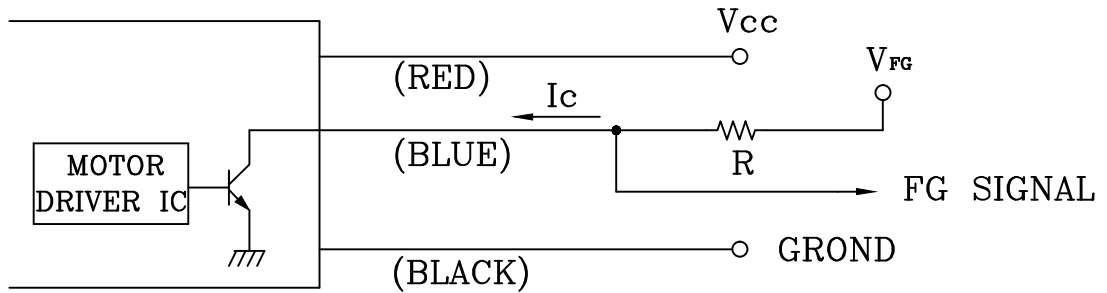 Vcc
VFG
(RED)
Ic
(BLUE)
R
MOTOR
DRIVER IC
FG SIGNAL
GROND
(BLACK)